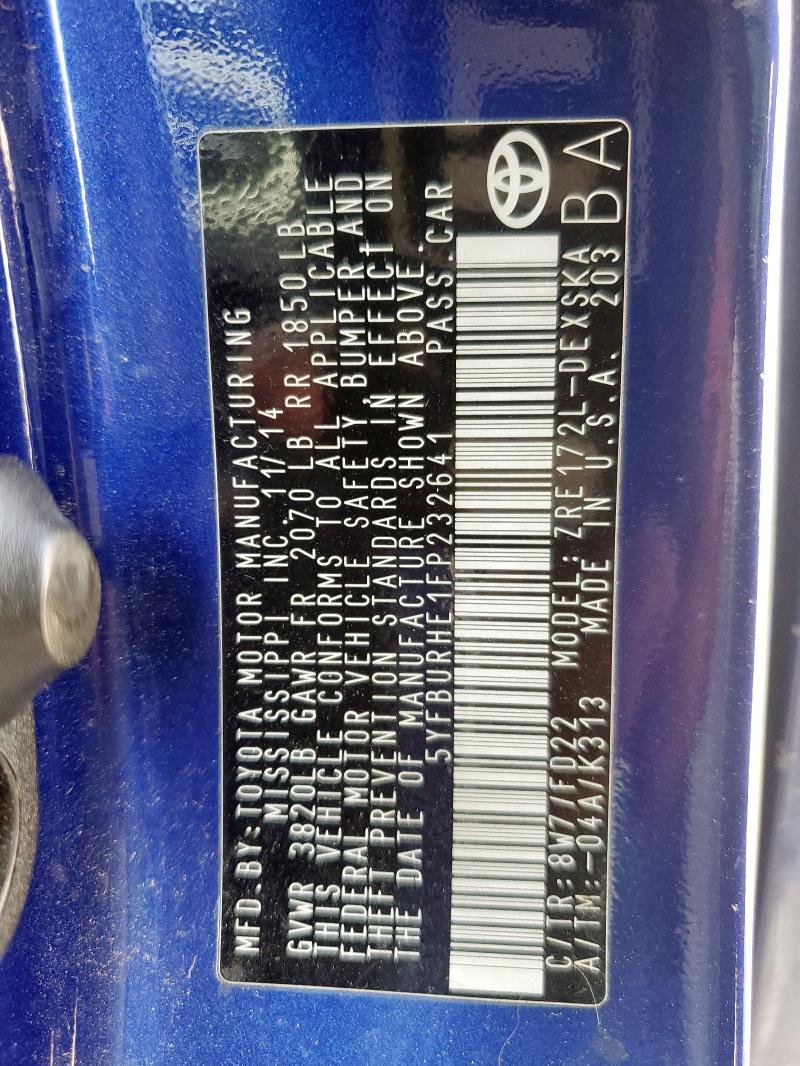 MFD.BY:TOYOTA MOTOR MANUFACTURING
MISSISSIPPI INC. 11/14
GVWR 3820LB GAWR FR 2070 LB RR 1850LB
THIS VEHICLE CONFORMS TO ALL APPLICABLE
FEDERAL MOTOR VEHICLE SAFETY, BUMPER, AND
THEFT PREVENTION STANDARDS IN EFFECT ON
THE DATE OF MANUFACTURE SHOWN ABOVE.
5YFBURHE1FP232641 PASS.CAR
C/TR:8W7/FD22 MODEL:ZRE172L-DEXSKA
A/TM:-04A/K313 MADE IN U.S.A. 203
BA